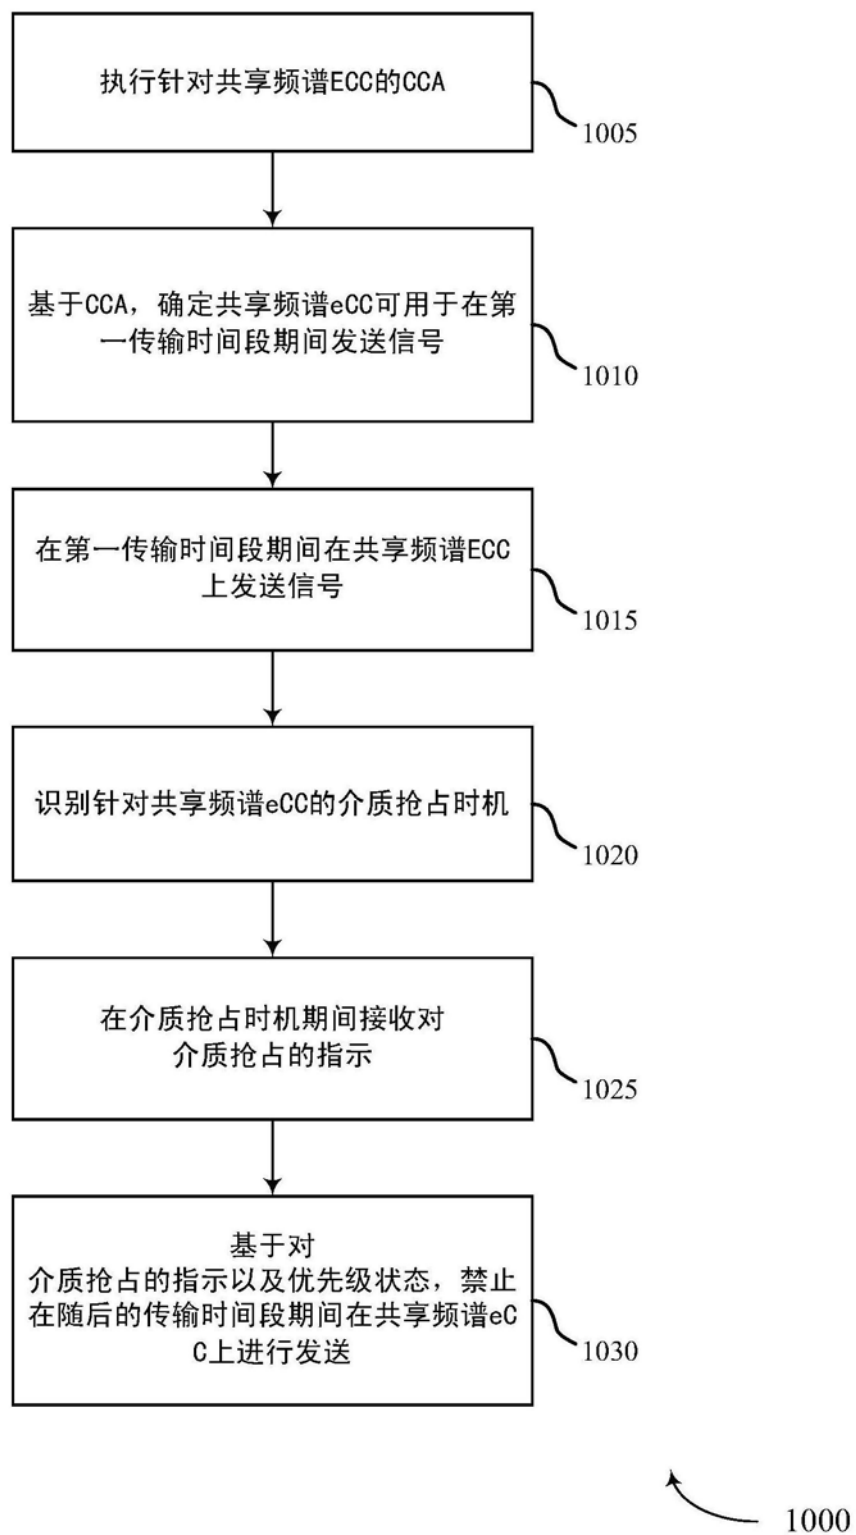 执行针对共享频谱ECC的CCA
1005
基于CCA，确定共享频谱eCC可用于在第
一传输时间段期间发送信号
1010
在第一传输时间段期间在共享频谱ECC
上发送信号
1015
识别针对共享频谱eCC的介质抢占时机
1020
在介质抢占时机期间接收对
介质抢占的指示
1025
基于对
介质抢占的指示以及优先级状态，禁止
在随后的传输时间段期间在共享频谱eC
C上进行发送
1030
1000